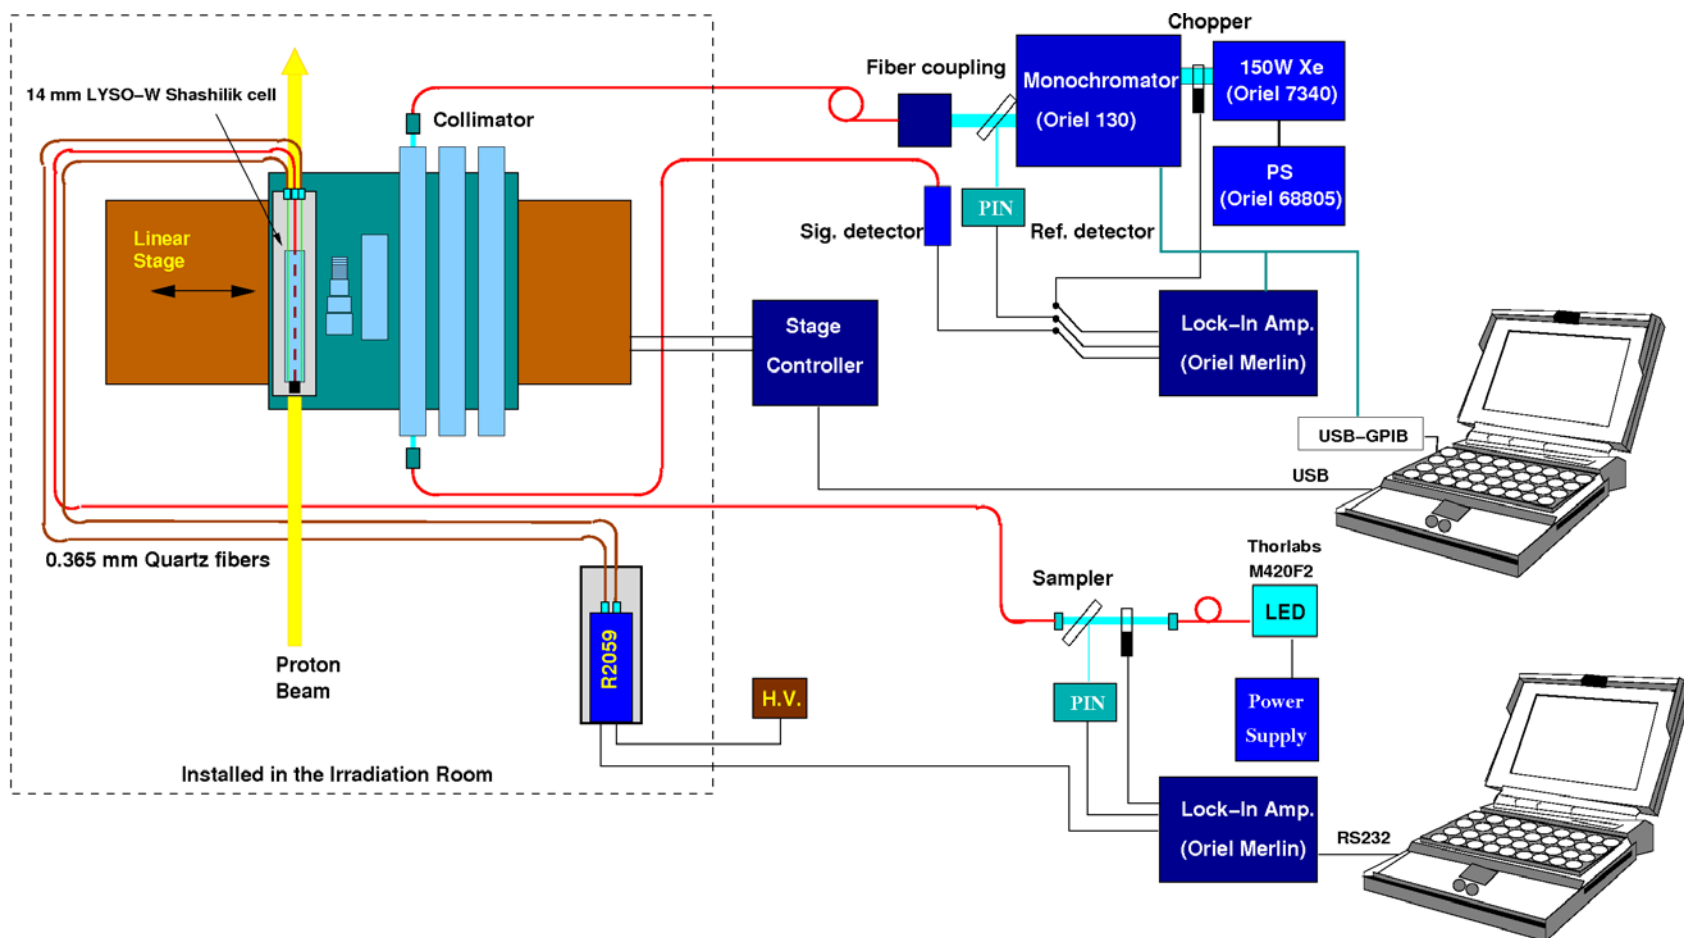 Chopper
Fiber coupling
Monochromator
(Oriel 130)
150W Xe
(Oriel 7340)
14 mm LYSO-W Shashilik cell
Collimator
PS
(Oriel 68805)
PIN
Sig. detector
Ref. detector
Linear
Stage
Stage
Controller
Lock-In Amp.
(Oriel Merlin)
USB-GPIB
USB
0.365 mm Quartz fibers
Thorlabs
M420F2
Sampler
LED
R2059
Proton
Beam
H.V.
PIN
Power
Supply
Installed in the Irradiation Room
Lock-In Amp.
(Oriel Merlin)
RS232